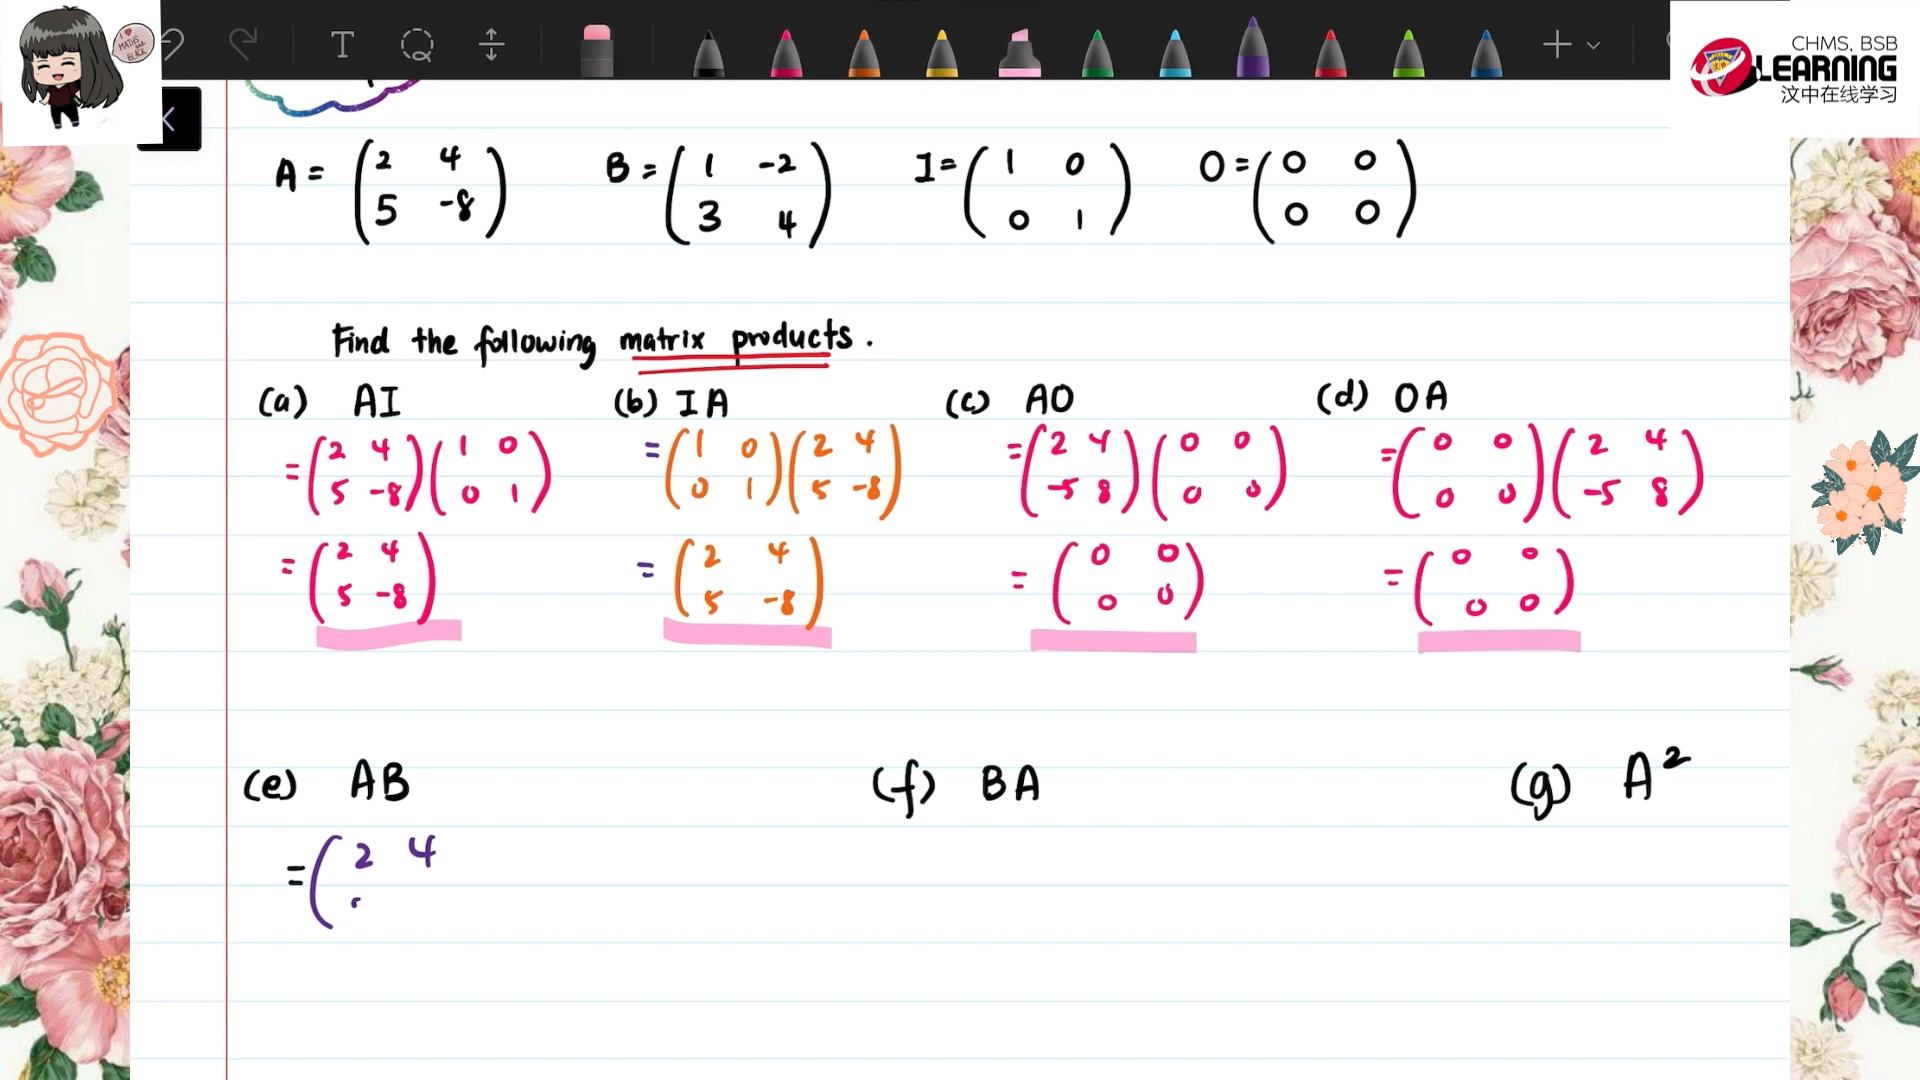 I ♥ MATHS and BLACK
T
CHMS, BSB
LEARNING
汶中在线学习
A = (2 4
5 -8)
B = (1 -2
3 4)
I = (1 0
0 1)
O = (0 0
0 0)
Find the following matrix products.
(a) AI
= (2 4
5 -8)(1 0
0 1)
= (2 4
5 -8)
(b) IA
= (1 0
0 1)(2 4
5 -8)
= (2 4
5 -8)
(c) AO
= (2 4
-5 8)(0 0
0 0)
= (0 0
0 0)
(d) OA
= (0 0
0 0)(2 4
-5 8)
= (0 0
0 0)
(e) AB
= (2 4
(f) BA
(g) A²